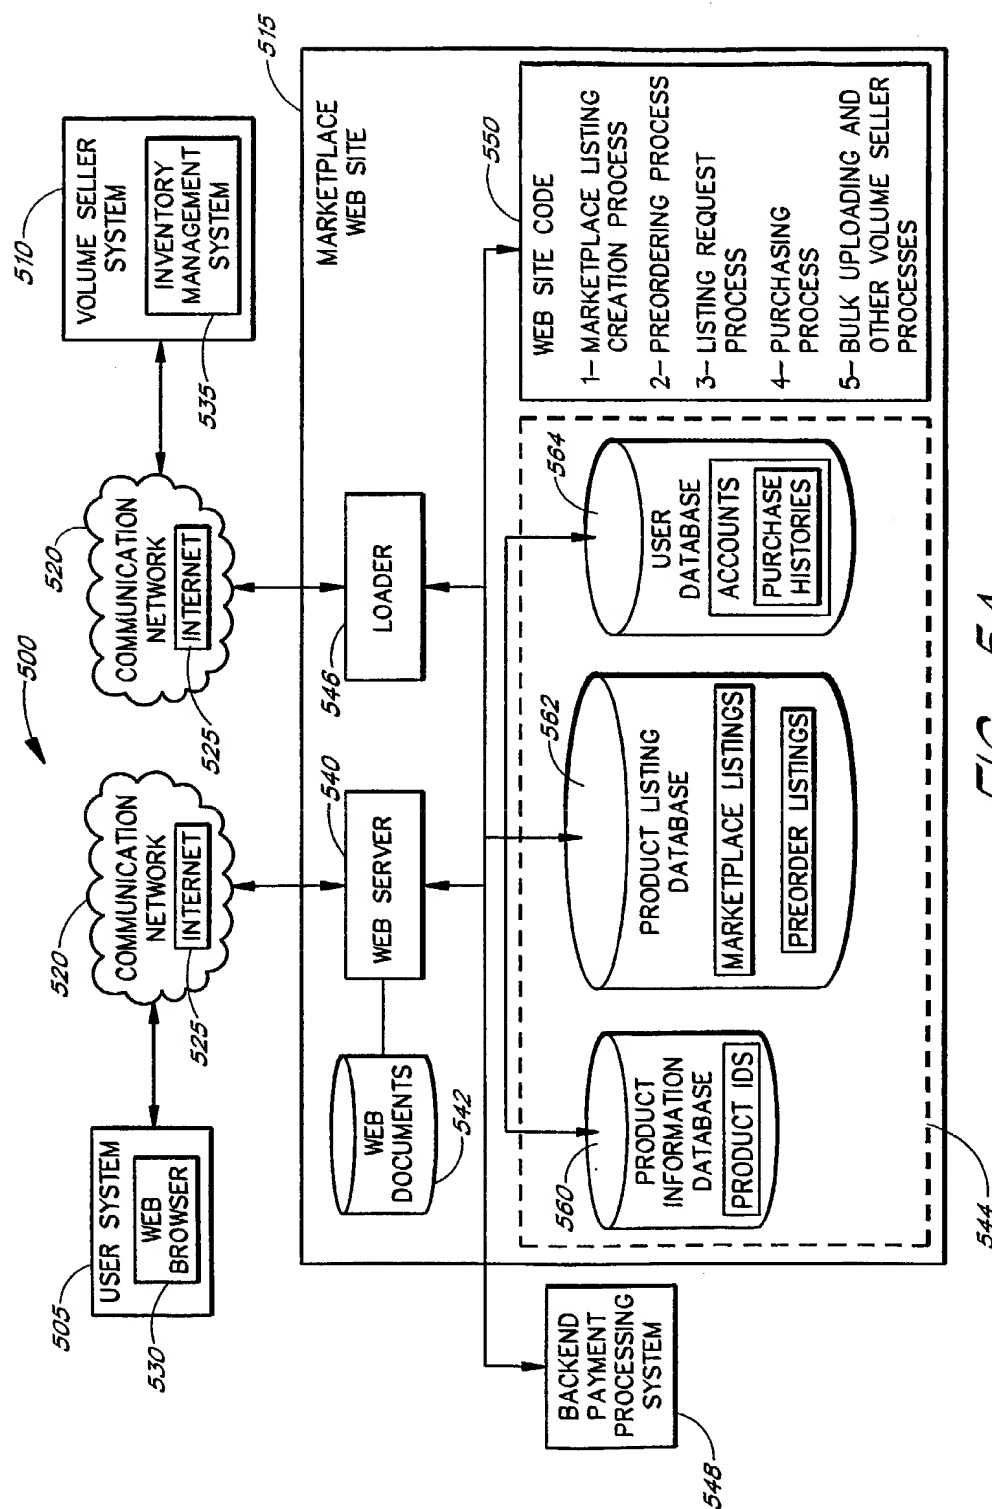 500
505
USER SYSTEM
WEB
BROWSER
530
520
COMMUNICATION
NETWORK
INTERNET
525
520
COMMUNICATION
NETWORK
INTERNET
525
510
VOLUME SELLER
SYSTEM
INVENTORY
MANAGEMENT
SYSTEM
535
515
MARKETPLACE
WEB SITE
WEB
DOCUMENTS
542
WEB SERVER
540
LOADER
546
BACKEND
PAYMENT
PROCESSING
SYSTEM
548
560
PRODUCT
INFORMATION
DATABASE
PRODUCT IDS
562
PRODUCT LISTING
DATABASE
MARKETPLACE LISTINGS
PREORDER LISTINGS
564
USER
DATABASE
ACCOUNTS
PURCHASE
HISTORIES
544
550
WEB SITE CODE
1– MARKETPLACE LISTING
CREATION PROCESS
2– PREORDERING PROCESS
3– LISTING REQUEST
PROCESS
4– PURCHASING
PROCESS
5– BULK UPLOADING AND
OTHER VOLUME SELLER
PROCESSES
FIG. 5A